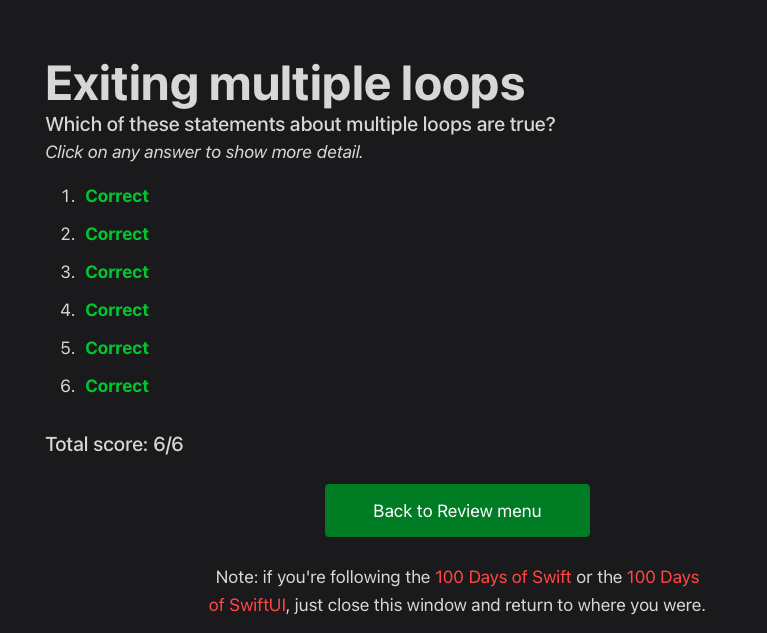 Exiting multiple loops
Which of these statements about multiple loops are true?
Click on any answer to show more detail.
1. Correct
2. Correct
3. Correct
4. Correct
5. Correct
6. Correct
Total score: 6/6
Back to Review menu
Note: if you're following the 100 Days of Swift or the 100 Days
of SwiftUI, just close this window and return to where you were.